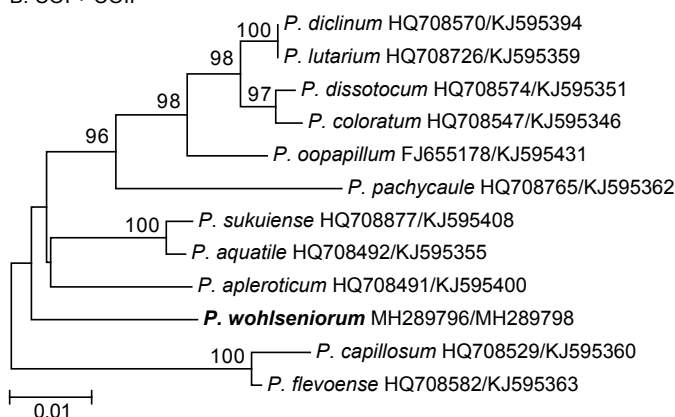 100 P. diclinum HQ708570/KJ595394
P. lutarium HQ708726/KJ595359
98
97 P. dissotocum HQ708574/KJ595351
P. coloratum HQ708547/KJ595346
98
P. oopapillum FJ655178/KJ595431
96
P. pachycaule HQ708765/KJ595362
100 P. sukuiense HQ708877/KJ595408
P. aquatile HQ708492/KJ595355
P. apleroticum HQ708491/KJ595400
P. wohlseniorum MH289796/MH289798
100 P. capillosum HQ708529/KJ595360
P. flevoense HQ708582/KJ595363
0.01